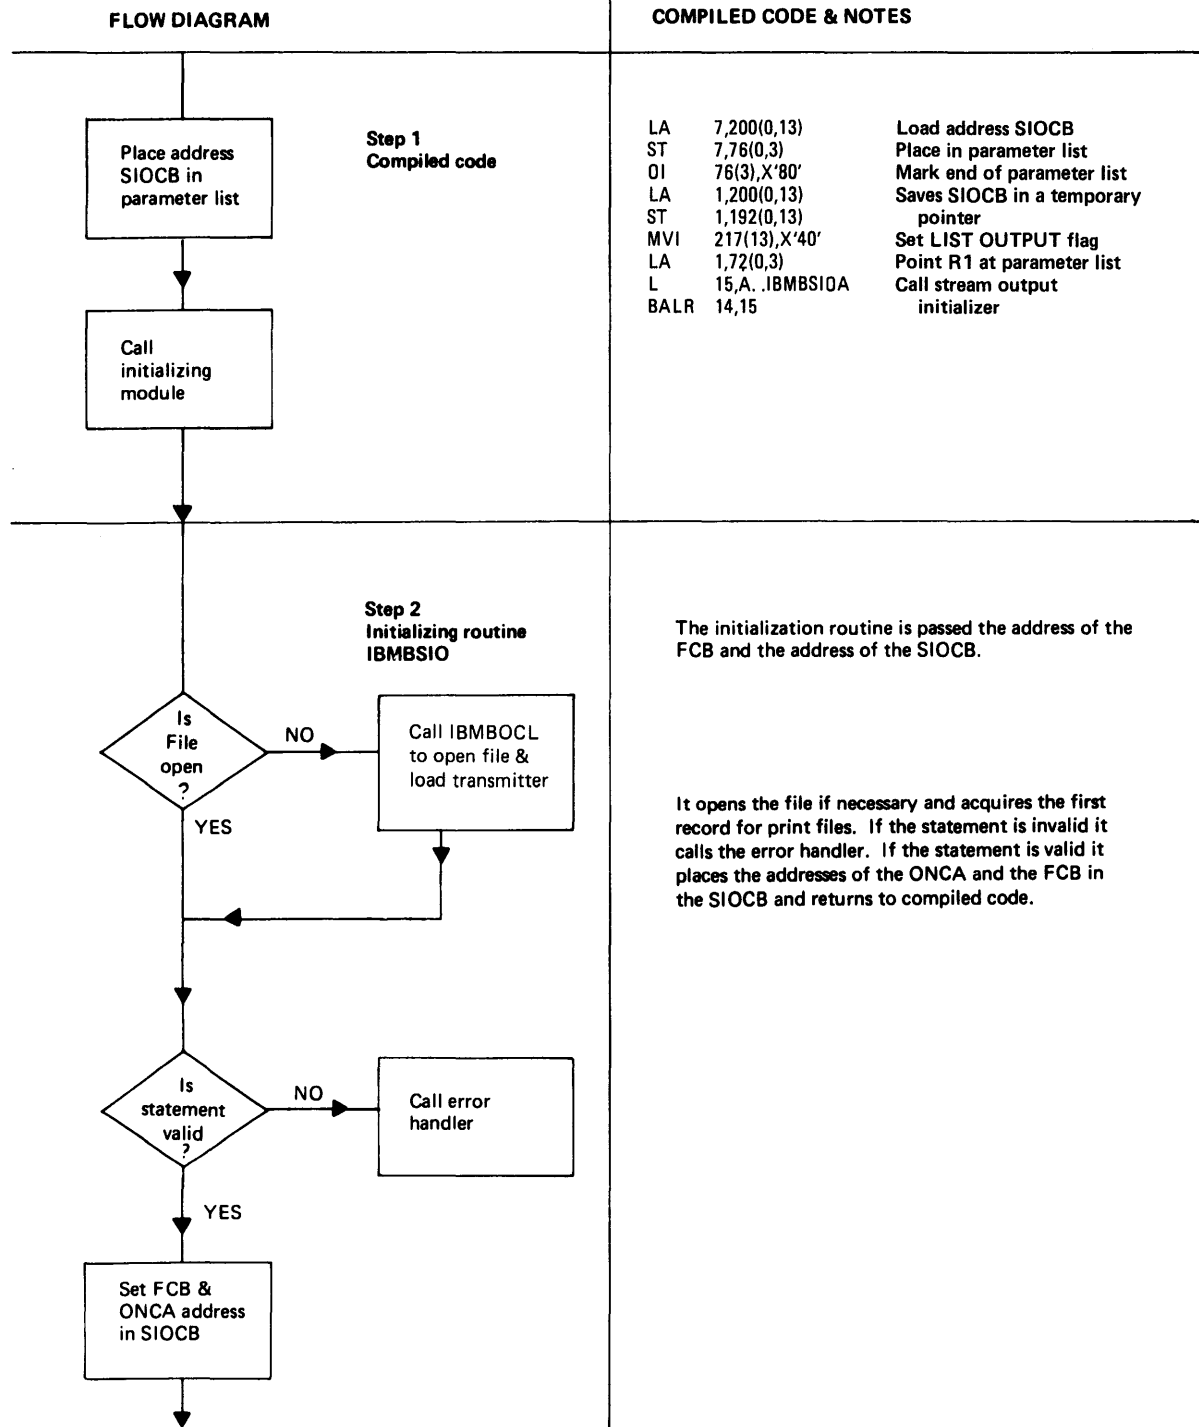 FLOW DIAGRAM
COMPILED CODE & NOTES
Place address
SIOCB in
parameter list
Step 1
Compiled code
LA 7,200(0,13) Load address SIOCB
ST 7,76(0,3) Place in parameter list
OI 76(3),X'80' Mark end of parameter list
LA 1,200(0,13) Saves SIOCB in a temporary
ST 1,192(0,13) pointer
MVI 217(13),X'40' Set LIST OUTPUT flag
LA 1,72(0,3) Point R1 at parameter list
L 15,A..IBMBSIOA Call stream output
BALR 14,15 initializer
Call
initializing
module
Step 2
Initializing routine
IBMBSIO
The initialization routine is passed the address of the
FCB and the address of the SIOCB.
Is
File
open
?
NO
YES
Call IBMBOCL
to open file &
load transmitter
It opens the file if necessary and acquires the first
record for print files. If the statement is invalid it
calls the error handler. If the statement is valid it
places the addresses of the ONCA and the FCB in
the SIOCB and returns to compiled code.
Is
statement
valid
?
NO
YES
Call error
handler
Set FCB &
ONCA address
in SIOCB